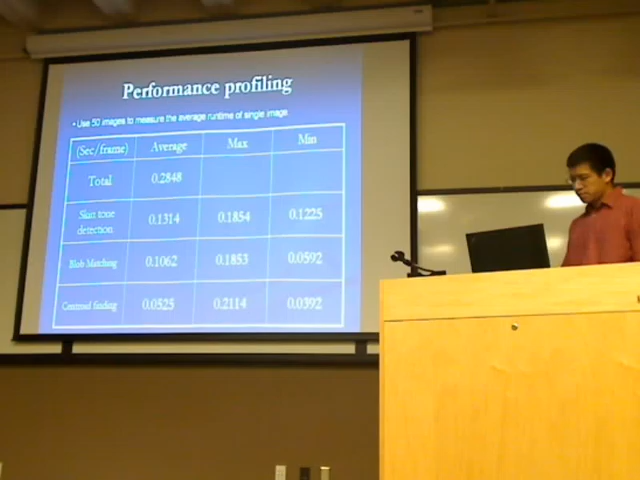 Performance profiling
• Use 50 images to measure the average runtime of single image
(Sec/frame) Average Max Min
Total 0.2848
Skin tone detection 0.1314 0.1854 0.1225
Blob Matching 0.1062 0.1853 0.0592
Centroid finding 0.0525 0.2114 0.0392